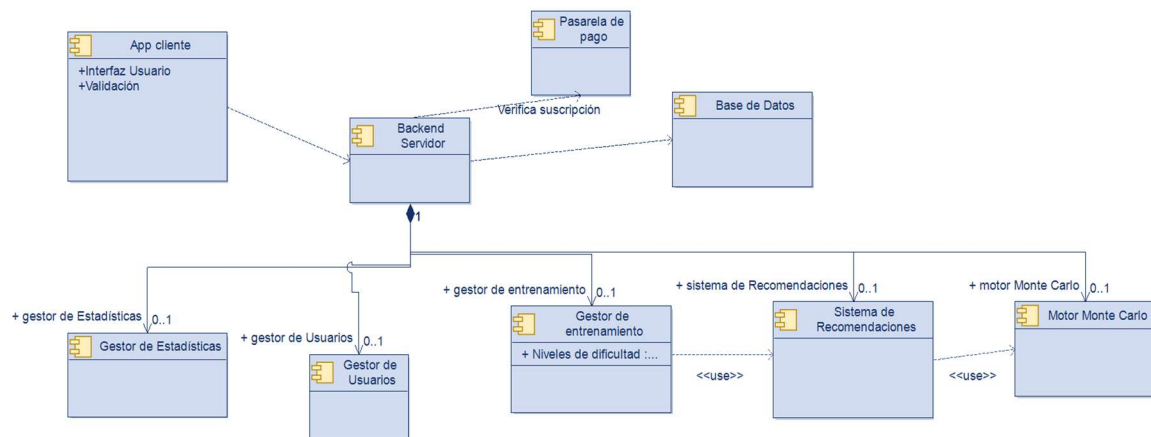 Pasarela de
pago
App cliente
+Interfaz Usuario
+Validación
Verifica suscripción
Base de Datos
Backend
Servidor
1
+ gestor de entrenamiento
0..1
+ sistema de Recomendaciones
0..1
+ motor Monte Carlo
0..1
+ gestor de Estadísticas
0..1
+ gestor de Usuarios
0..1
Gestor de
entrenamiento
+ Niveles de dificultad :...
<<use>>
Sistema de
Recomendaciones
<<use>>
Motor Monte Carlo
Gestor de Estadísticas
Gestor de
Usuarios